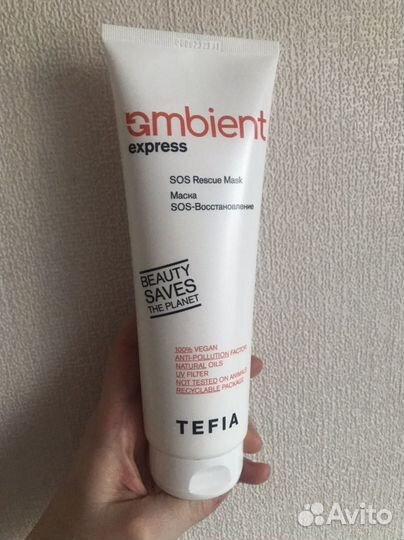 ambient
express
SOS Rescue Mask
Маска
SOS-Восстановление
BEAUTY
SAVES
THE PLANET
100% VEGAN
ANTI-POLLUTION FACTOR
NATURAL OILS
UV FILTER
NOT TESTED ON ANIMALS
RECYCLABLE PACKAGE
TEFIA
Avito